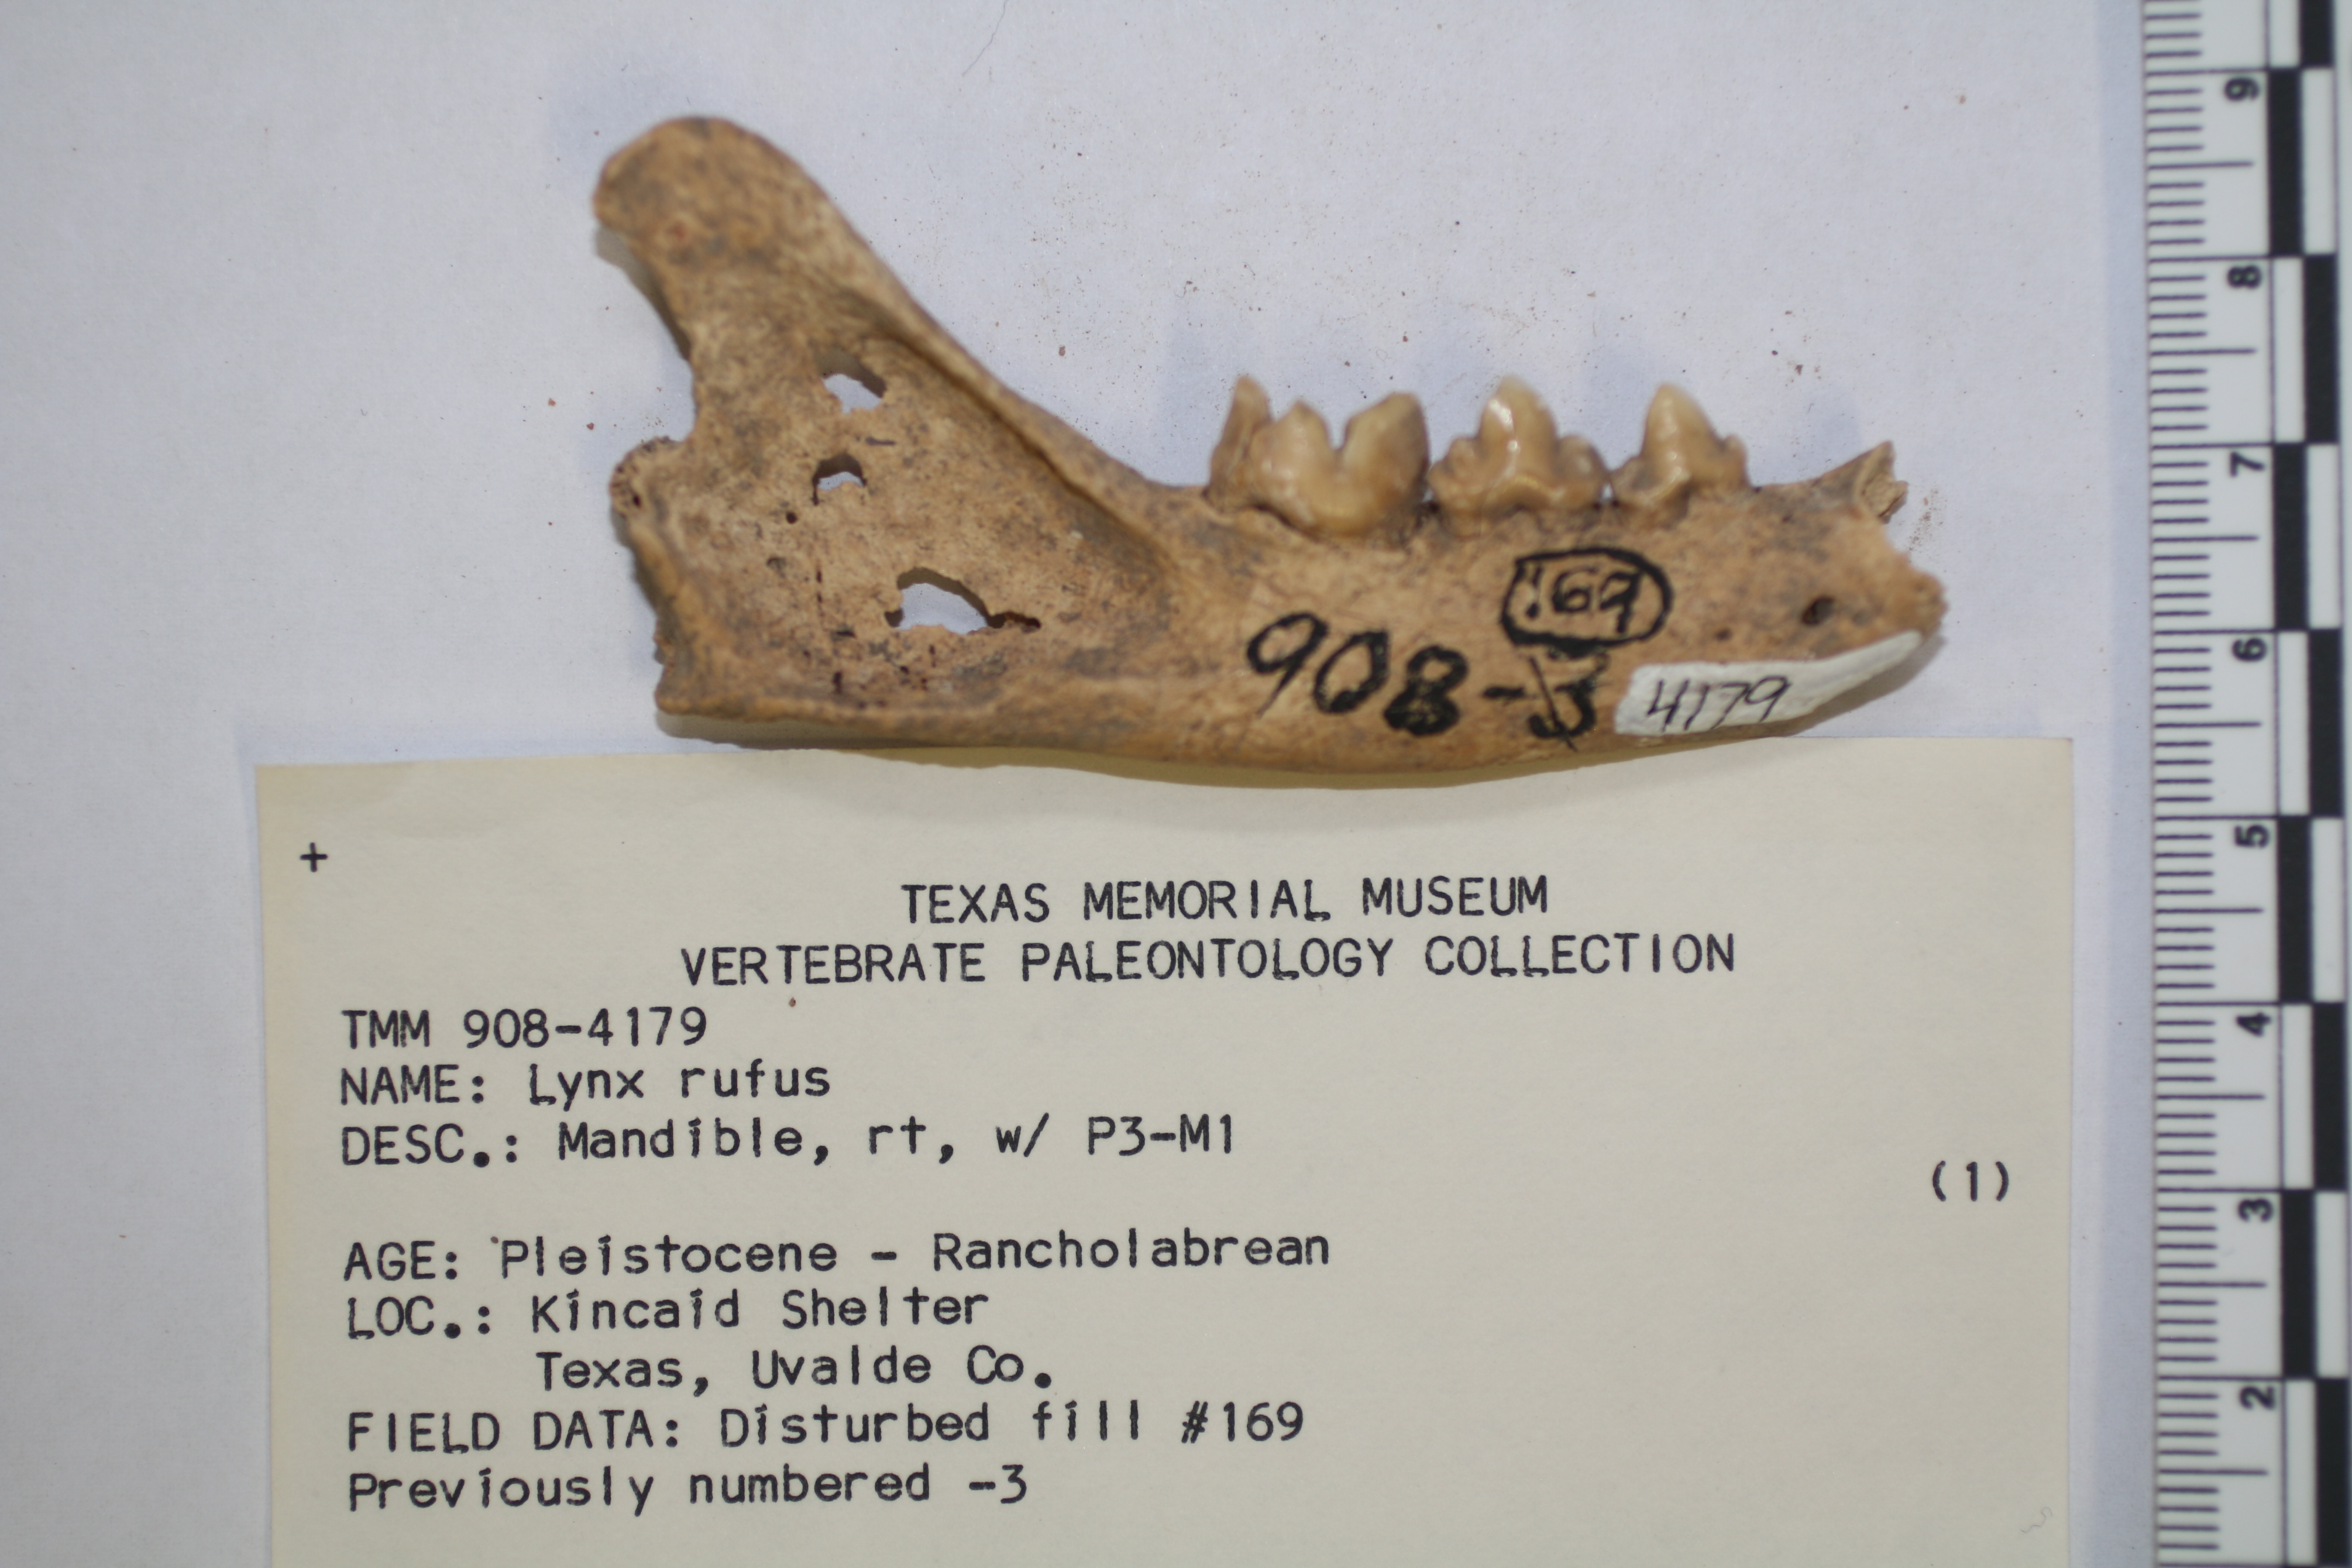 169
908-3
4179
+
TEXAS MEMORIAL MUSEUM
VERTEBRATE PALEONTOLOGY COLLECTION
TMM 908-4179
NAME: Lynx rufus
DESC.: Mandible, rt, w/ P3-M1
(1)
AGE: Pleistocene - Rancholabrean
LOC.: Kincaid Shelter
Texas, Uvalde Co.
FIELD DATA: Disturbed fill #169
Previously numbered -3
9
8
7
6
5
4
3
2